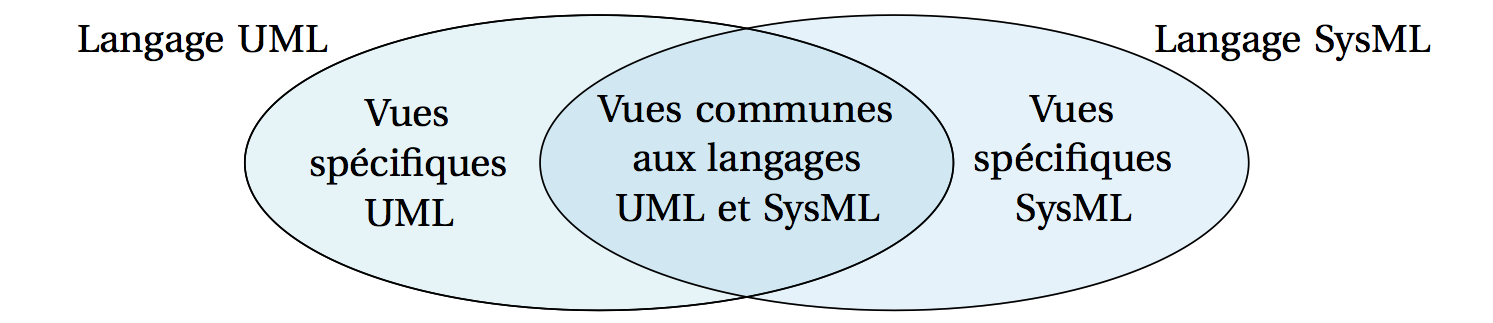 Langage UML
Langage SysML
Vues
spécifiques
UML
Vues communes
aux langages
UML et SysML
Vues
spécifiques
SysML